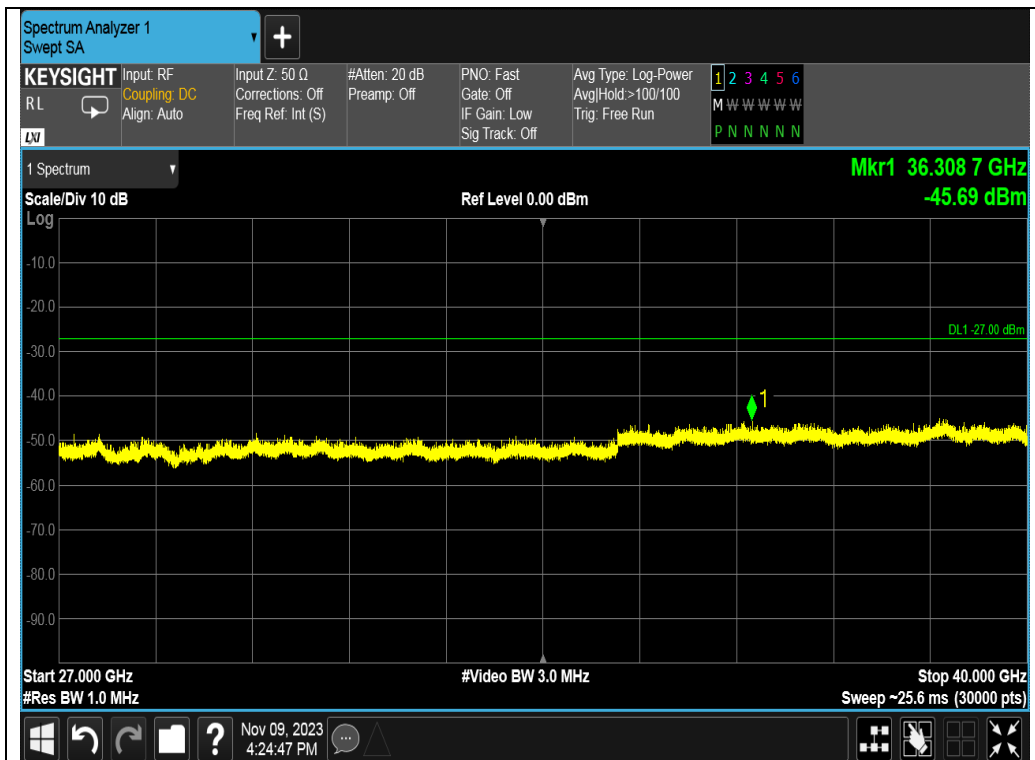 Spectrum Analyzer 1
Swept SA
KEYSIGHT
RL
LXI
Input: RF
Coupling: DC
Align: Auto
Input Z: 50 Ω
Corrections: Off
Freq Ref: Int (S)
#Atten: 20 dB
Preamp: Off
PNO: Fast
Gate: Off
IF Gain: Low
Sig Track: Off
Avg Type: Log-Power
Avg|Hold:>100/100
Trig: Free Run
1 2 3 4 5 6
M W W W W W
P N N N N N
1 Spectrum
Mkr1 36.308 7 GHz
-45.69 dBm
Scale/Div 10 dB
Ref Level 0.00 dBm
Log
-10.0
-20.0
DL1 -27.00 dBm
-30.0
-40.0
1
-50.0
-60.0
-70.0
-80.0
-90.0
Start 27.000 GHz
#Video BW 3.0 MHz
Stop 40.000 GHz
#Res BW 1.0 MHz
Sweep ~25.6 ms (30000 pts)
?
Nov 09, 2023
4:24:47 PM